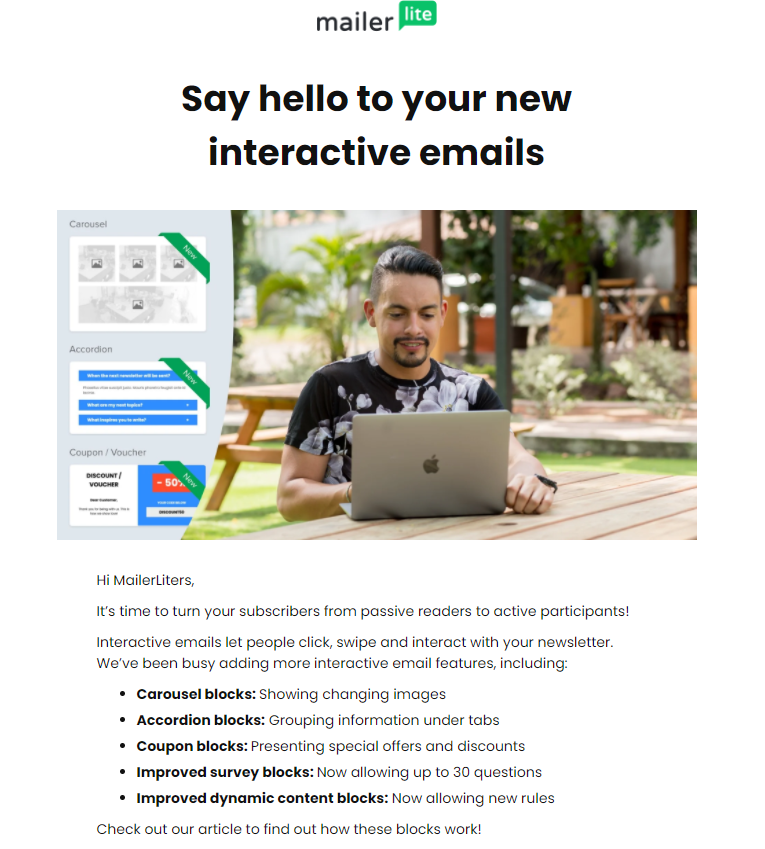 mailer lite
Say hello to your new
interactive emails
Carousel
New
Accordion
New
When the next newsletter will be sent?
What are my next topics?
What inspires you to write?
Coupon / Voucher
New
DISCOUNT /
VOUCHER
- 50%
DISCOUNT50
Hi MailerLiters,
It’s time to turn your subscribers from passive readers to active participants!
Interactive emails let people click, swipe and interact with your newsletter.
We’ve been busy adding more interactive email features, including:
• Carousel blocks: Showing changing images
• Accordion blocks: Grouping information under tabs
• Coupon blocks: Presenting special offers and discounts
• Improved survey blocks: Now allowing up to 30 questions
• Improved dynamic content blocks: Now allowing new rules
Check out our article to find out how these blocks work!